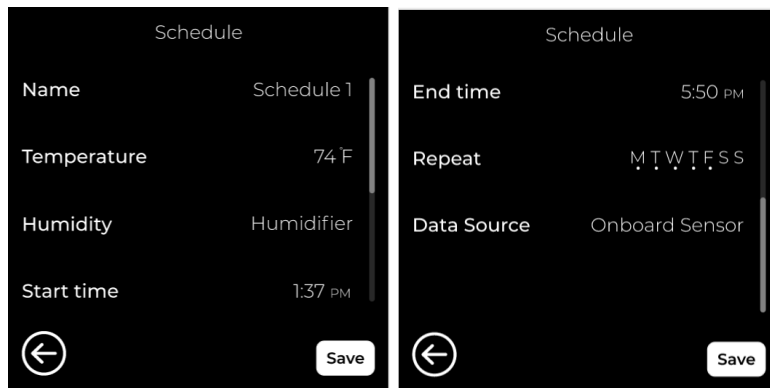 Schedule
Name Schedule 1
Temperature 74°F
Humidity Humidifier
Start time 1:37 PM
Save
Schedule
End time 5:50 PM
Repeat M T W T F S S
Data Source Onboard Sensor
Save